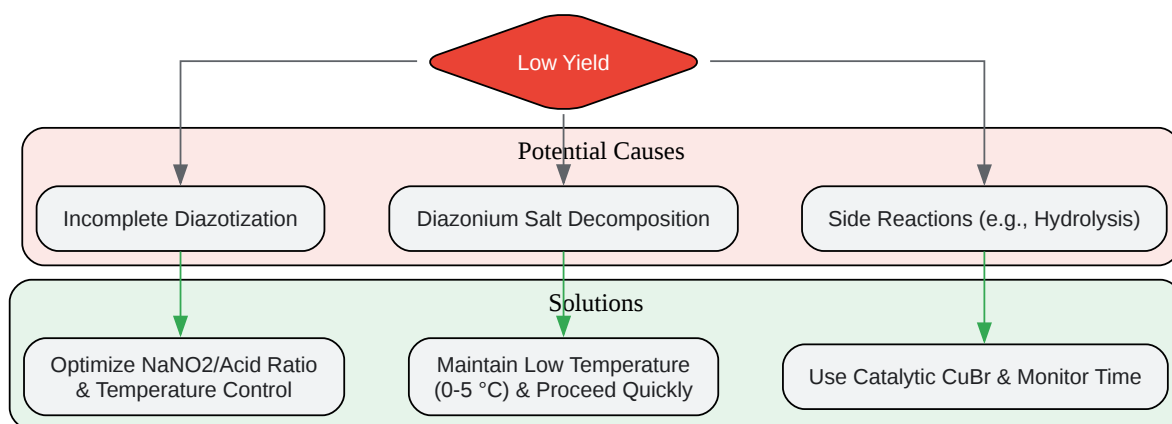 Low Yield
Potential Causes
Incomplete Diazotization
Diazonium Salt Decomposition
Side Reactions (e.g., Hydrolysis)
Solutions
Optimize NaNO2/Acid Ratio
& Temperature Control
Maintain Low Temperature
(0-5 °C) & Proceed Quickly
Use Catalytic CuBr & Monitor Time